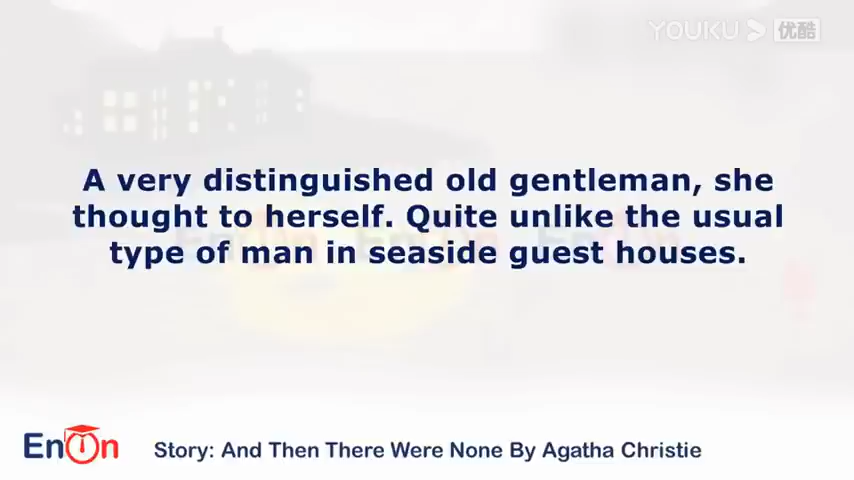 YOUKU 优酷
A very distinguished old gentleman, she
thought to herself. Quite unlike the usual
type of man in seaside guest houses.
EnOn
Story: And Then There Were None By Agatha Christie